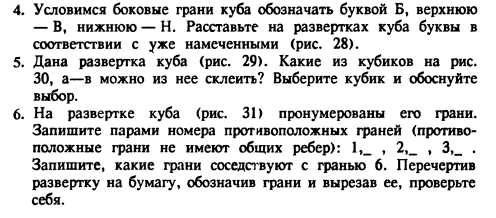 4. Условимся боковые грани куба обозначать буквой Б, верхнюю
— В, нижнюю — Н. Расставьте на развертках куба буквы в
соответствии с уже намеченными (рис. 28).
5. Дана развертка куба (рис. 29). Какие из кубиков на рис.
30, а—в можно из нее склеить? Выберите кубик и обоснуйте
выбор.
6. На развертке куба (рис. 31) пронумерованы его грани.
Запишите парами номера противоположных граней (противо-
положные грани не имеют общих ребер): 1,_ , 2,_ , 3,_ .
Запишите, какие грани соседствуют с гранью 6. Перечертив
развертку на бумагу, обозначив грани и вырезав ее, проверьте
себя.